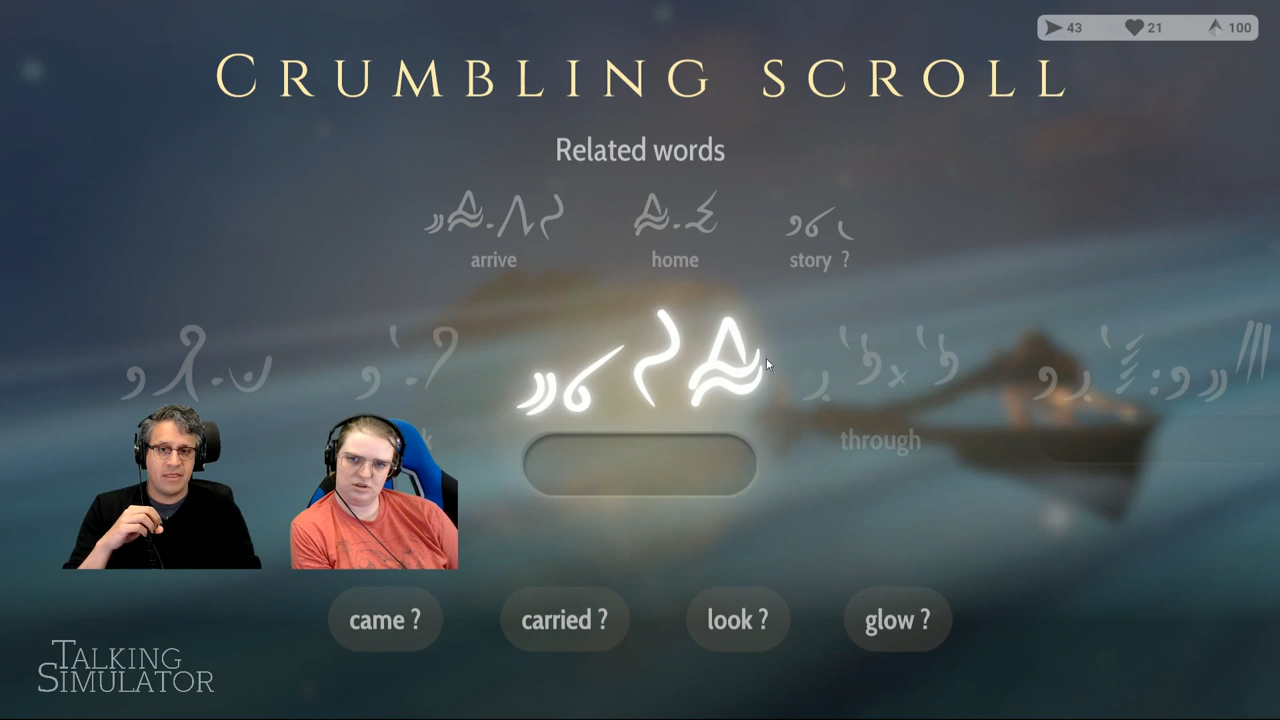 43 21 100
CRUMBLING SCROLL
Related words
arrive home story ?
through
came ? carried ? look ? glow ?
TALKING
SIMULATOR